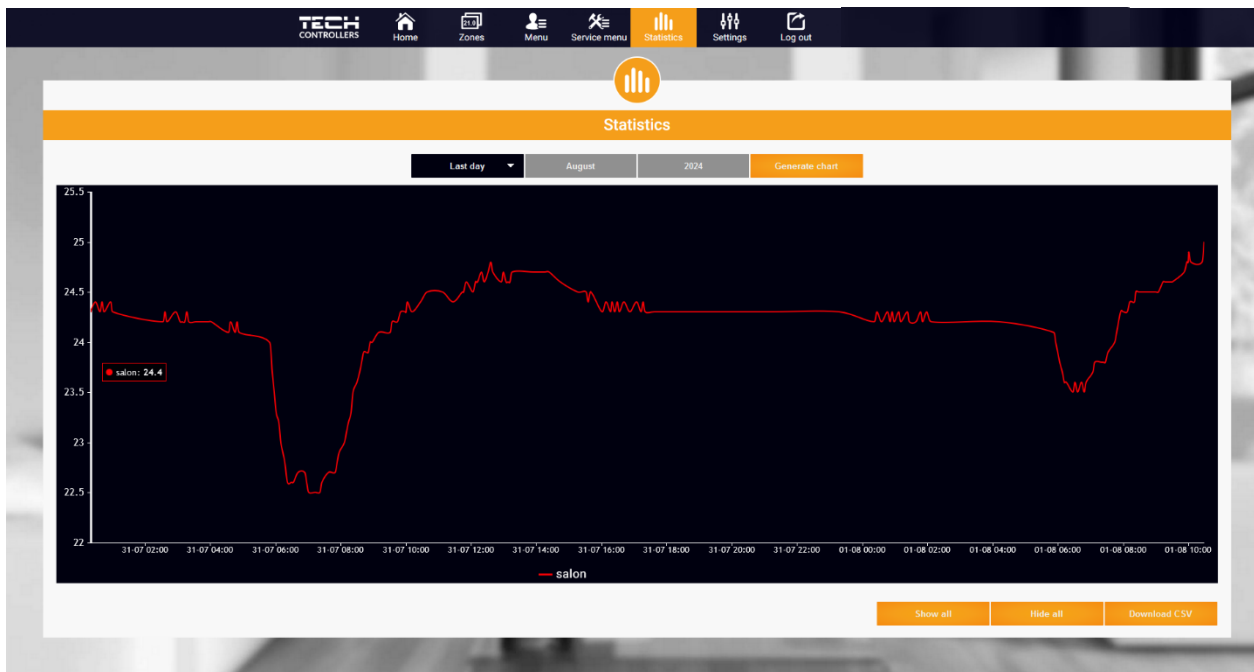 TECH
CONTROLLERS
Home
21.0
Zones
Menu
Service menu
Statistics
Settings
Log out
Statistics
Last day
August
2024
Generate chart
25.5
25
24.5
24
salon: 24.4
23.5
23
22.5
22
31-07 02:00 31-07 04:00 31-07 06:00 31-07 08:00 31-07 10:00 31-07 12:00 31-07 14:00 31-07 16:00 31-07 18:00 31-07 20:00 31-07 22:00 01-08 00:00 01-08 02:00 01-08 04:00 01-08 06:00 01-08 08:00 01-08 10:00
salon
Show all
Hide all
Download CSV